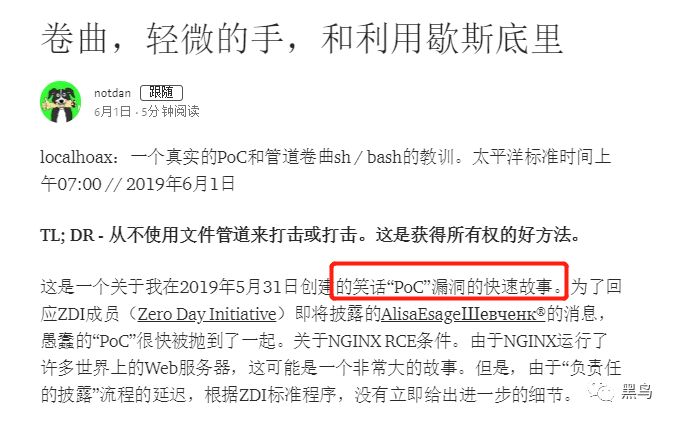 卷曲，轻微的手，和利用歇斯底里
notdan 跟随
6月1日 · 5分钟阅读
localhoax：一个真实的PoC和管道卷曲sh / bash的教训。太平洋标准时间上
午07:00 // 2019年6月1日
TL; DR - 从不使用文件管道来打击或打击。这是获得所有权的好方法。
这是一个关于我在2019年5月31日创建的笑话“PoC”漏洞的快速故事。为了回
应ZDI成员（Zero Day Initiative）即将披露的AlisaEsageШевченк®的消息，
愚蠢的“PoC”很快被抛到了一起。关于NGINX RCE条件。由于NGINX运行了
许多世界上的Web服务器，这可能是一个非常大的故事。但是，由于“负责任
的披露”流程的延迟，根据ZDI标准程序，没有立即给出进一步的细节。
黑鸟